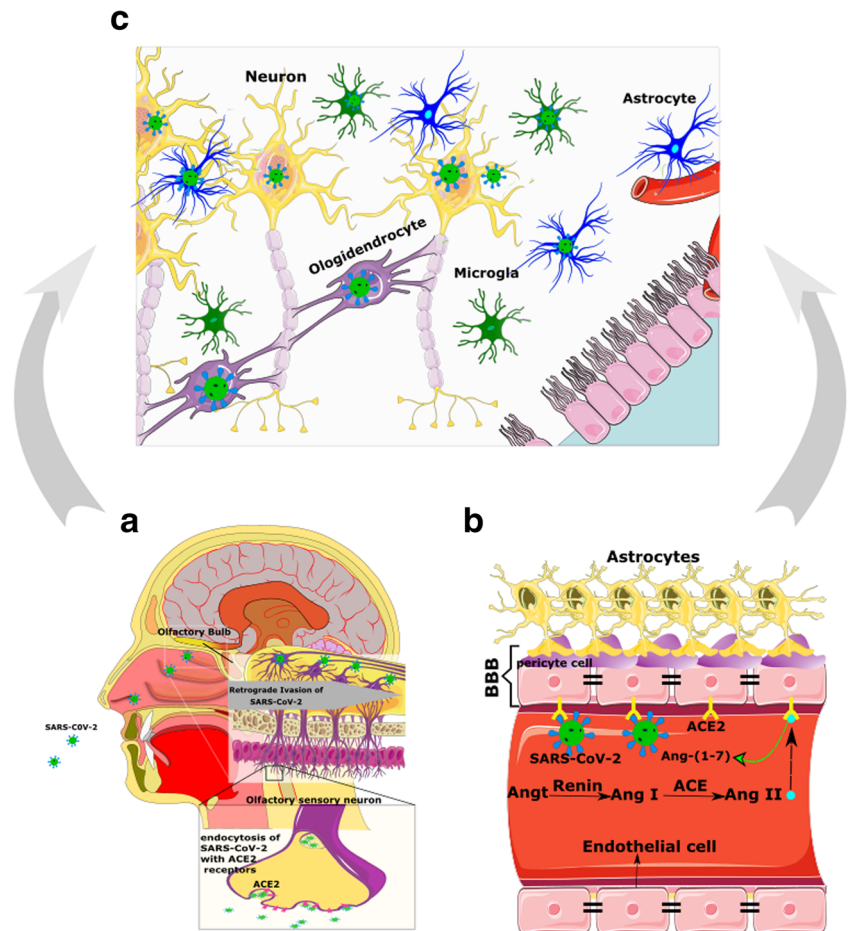 c
Neuron
Astrocyte
Ologidendrocyte
Microgla
a
Olfactory Bulb
Retrograde Ivasion of
SARS-CoV-2
SARS-COV-2
Olfactory sensory neuron
endocytosis of
SARS-CoV-2
with ACE2
receptors
ACE2
b
Astrocytes
BBB
pericyte cell
ACE2
SARS-CoV-2
Ang-(1-7)
Angt Renin Ang I ACE Ang II
Endothelial cell